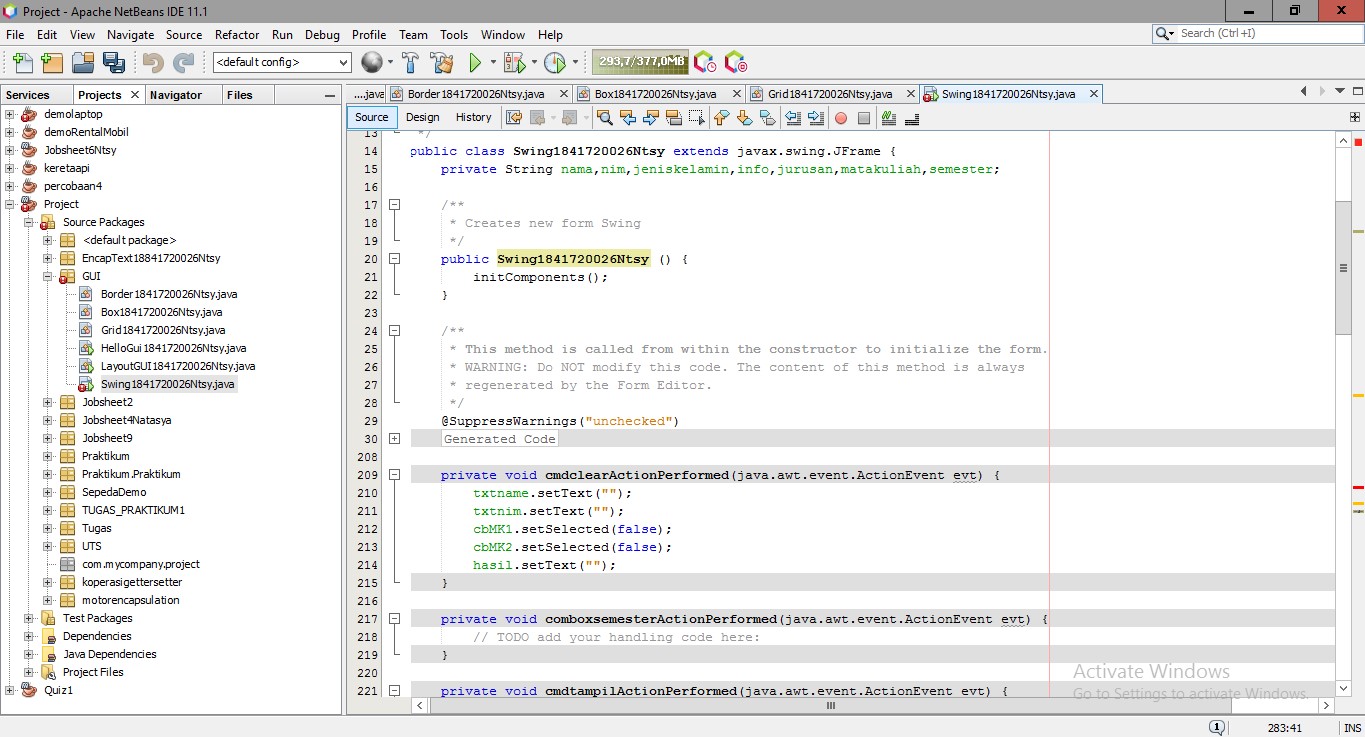 Project - Apache NetBeans IDE 11.1
File Edit View Navigate Source Refactor Run Debug Profile Team Tools Window Help
Search (Ctrl+I)
<default config>
293,7/377,0MB
Services Projects Navigator Files
....java Border1841720026Ntsy.java Box1841720026Ntsy.java Grid1841720026Ntsy.java Swing1841720026Ntsy.java
Source Design History
demolaptop
demoRentalMobil
Jobsheet6Ntsy
keretaapi
percobaan4
Project
Source Packages
<default package>
EncapText18841720026Ntsy
GUI
Border1841720026Ntsy.java
Box1841720026Ntsy.java
Grid1841720026Ntsy.java
HelloGui1841720026Ntsy.java
LayoutGUI1841720026Ntsy.java
Swing1841720026Ntsy.java
Jobsheet2
Jobsheet4Natasya
Jobsheet9
Praktikum
Praktikum.Praktikum
SepedaDemo
TUGAS_PRAKTIKUM1
Tugas
UTS
com.mycompany.project
koperasigettersetter
motorencapsulation
Test Packages
Dependencies
Java Dependencies
Project Files
Quiz1
13 */
14 public class Swing1841720026Ntsy extends javax.swing.JFrame {
15 private String nama,nim,jeniskelamin,info,jurusan,matakuliah,semester;
16
17 /**
18 * Creates new form Swing
19 */
20 public Swing1841720026Ntsy () {
21 initComponents();
22 }
23
24 /**
25 * This method is called from within the constructor to initialize the form.
26 * WARNING: Do NOT modify this code. The content of this method is always
27 * regenerated by the Form Editor.
28 */
29 @SuppressWarnings("unchecked")
30 Generated Code
208
209 private void cmdclearActionPerformed(java.awt.event.ActionEvent evt) {
210 txtname.setText("");
211 txtnim.setText("");
212 cbMK1.setSelected(false);
213 cbMK2.setSelected(false);
214 hasil.setText("");
215 }
216
217 private void comboxsemesterActionPerformed(java.awt.event.ActionEvent evt) {
218 // TODO add your handling code here:
219 }
220
221 private void cmdtampilActionPerformed(java.awt.event.ActionEvent evt) {
Activate Windows
Go to Settings to activate Windows.
1 283:41 INS